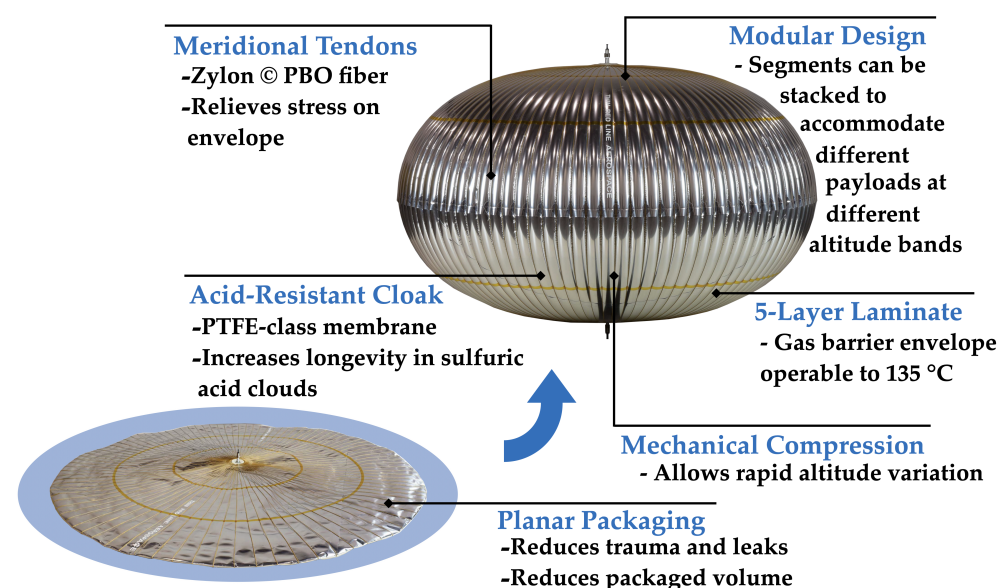 Meridional Tendons
-Zylon © PBO fiber
-Relieves stress on
envelope
Modular Design
- Segments can be
stacked to
accommodate
different
payloads at
different
altitude bands
LINE AEROSPACE
Acid-Resistant Cloak
-PTFE-class membrane
-Increases longevity in sulfuric
acid clouds
5-Layer Laminate
- Gas barrier envelope
operable to 135 °C
Mechanical Compression
- Allows rapid altitude variation
Planar Packaging
-Reduces trauma and leaks
-Reduces packaged volume